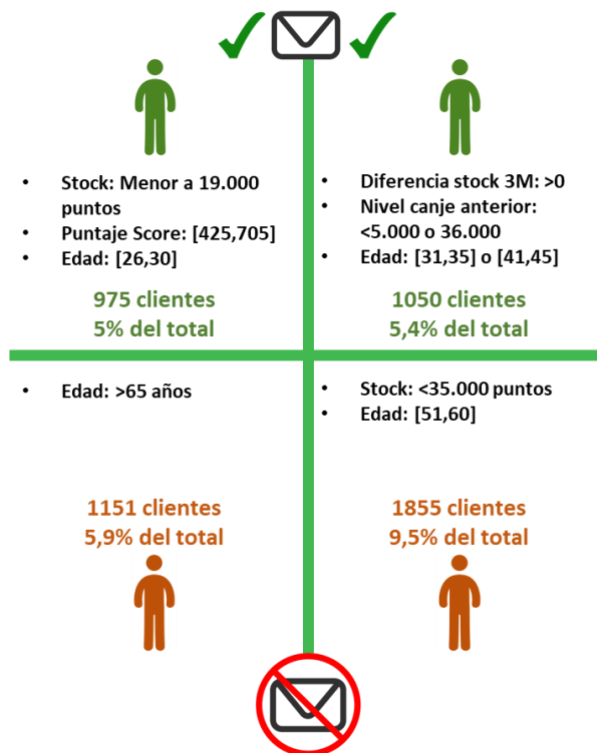 • Stock: Menor a 19.000
puntos
• Puntaje Score: [425,705]
• Edad: [26,30]
975 clientes
5% del total
• Diferencia stock 3M: >0
• Nivel canje anterior:
<5.000 o 36.000
• Edad: [31,35] o [41,45]
1050 clientes
5,4% del total
• Edad: >65 años
1151 clientes
5,9% del total
• Stock: <35.000 puntos
• Edad: [51,60]
1855 clientes
9,5% del total